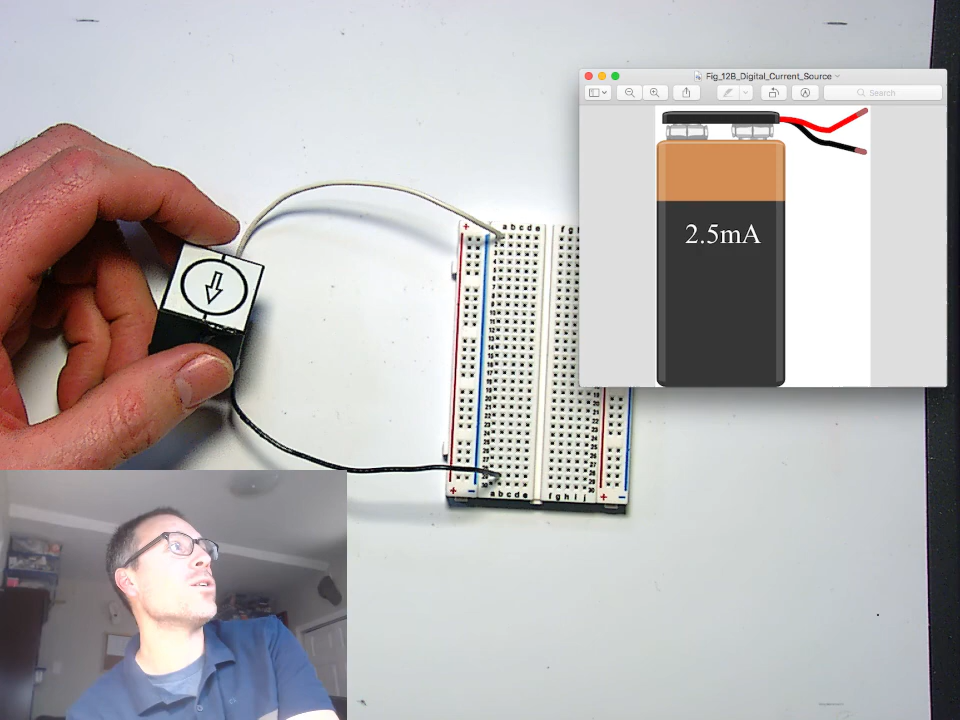 Fig_12B_Digital_Current_Source
Search
2.5mA
+
a b c d e
f g h
a b c d e
f g h i j
+ −
+ −